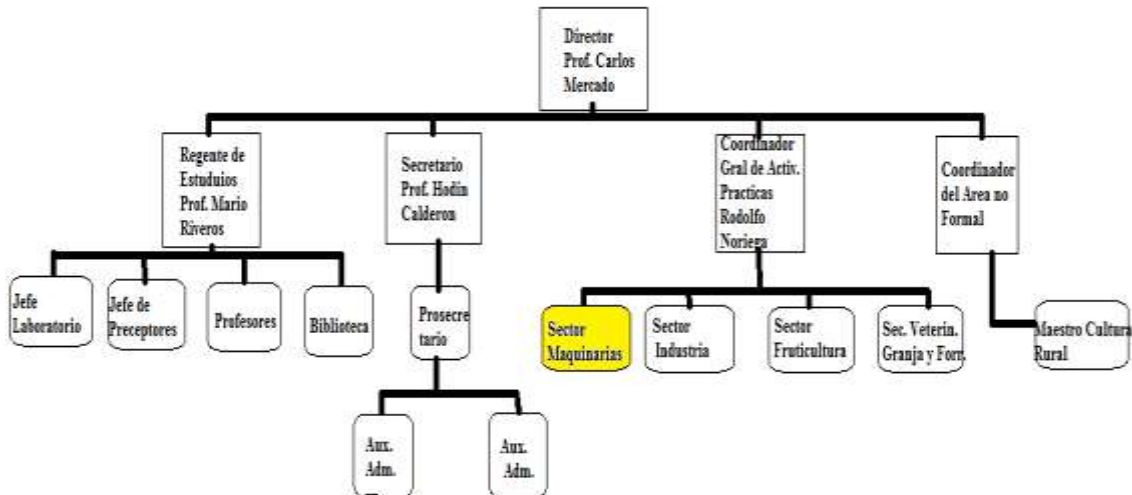 Director
Prof. Carlos
Mercado
Regente de
Estuduios
Prof. Mario
Riveros
Secretario
Prof. Hodin
Calderon
Coordinador
Gral de Activ.
Practicas
Rodolfo
Noriega
Coordinador
del Area no
Formal
Jefe
Laboratorio
Jefe de
Preceptores
Profesores
Biblioteca
Prosecre
tario
Sector
Maquinarias
Sector
Industria
Sector
Fruticultura
Sec. Veterin.
Granja y Forr.
Maestro Cultura
Rural
Aux.
Adm.
Aux.
Adm.